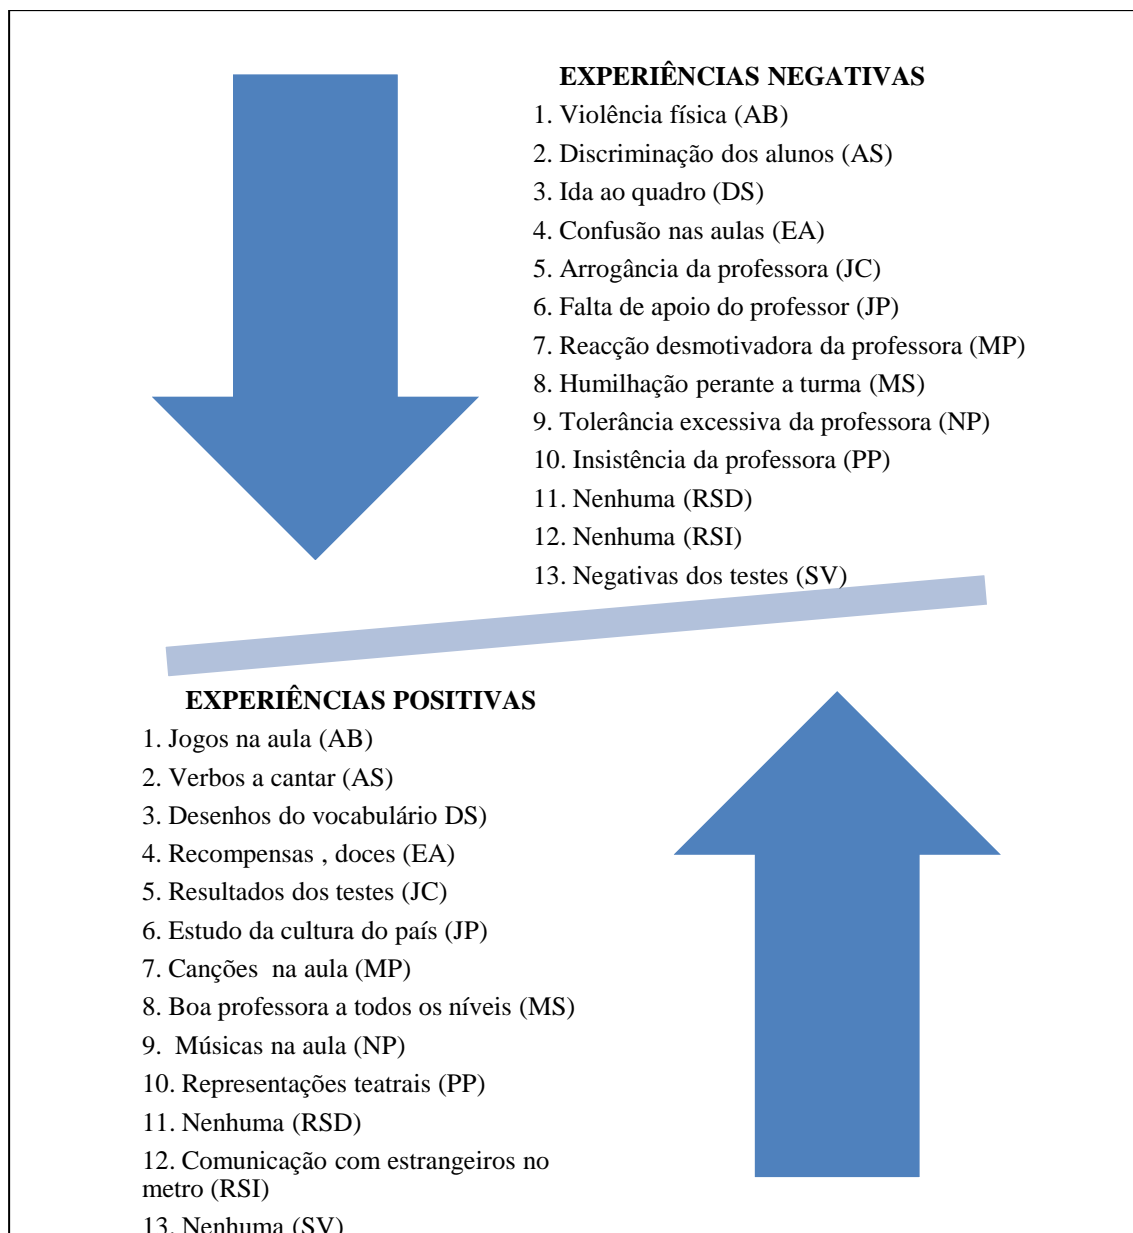 EXPERIÊNCIAS NEGATIVAS
1. Violência física (AB)
2. Discriminação dos alunos (AS)
3. Ida ao quadro (DS)
4. Confusão nas aulas (EA)
5. Arrogância da professora (JC)
6. Falta de apoio do professor (JP)
7. Reacção desmotivadora da professora (MP)
8. Humilhação perante a turma (MS)
9. Tolerância excessiva da professora (NP)
10. Insistência da professora (PP)
11. Nenhuma (RSD)
12. Nenhuma (RSI)
13. Negativas dos testes (SV)
EXPERIÊNCIAS POSITIVAS
1. Jogos na aula (AB)
2. Verbos a cantar (AS)
3. Desenhos do vocabulário DS)
4. Recompensas , doces (EA)
5. Resultados dos testes (JC)
6. Estudo da cultura do país (JP)
7. Canções  na aula (MP)
8. Boa professora a todos os níveis (MS)
9.  Músicas na aula (NP)
10. Representações teatrais (PP)
11. Nenhuma (RSD)
12. Comunicação com estrangeiros no
metro (RSI)
13. Nenhuma (SV)